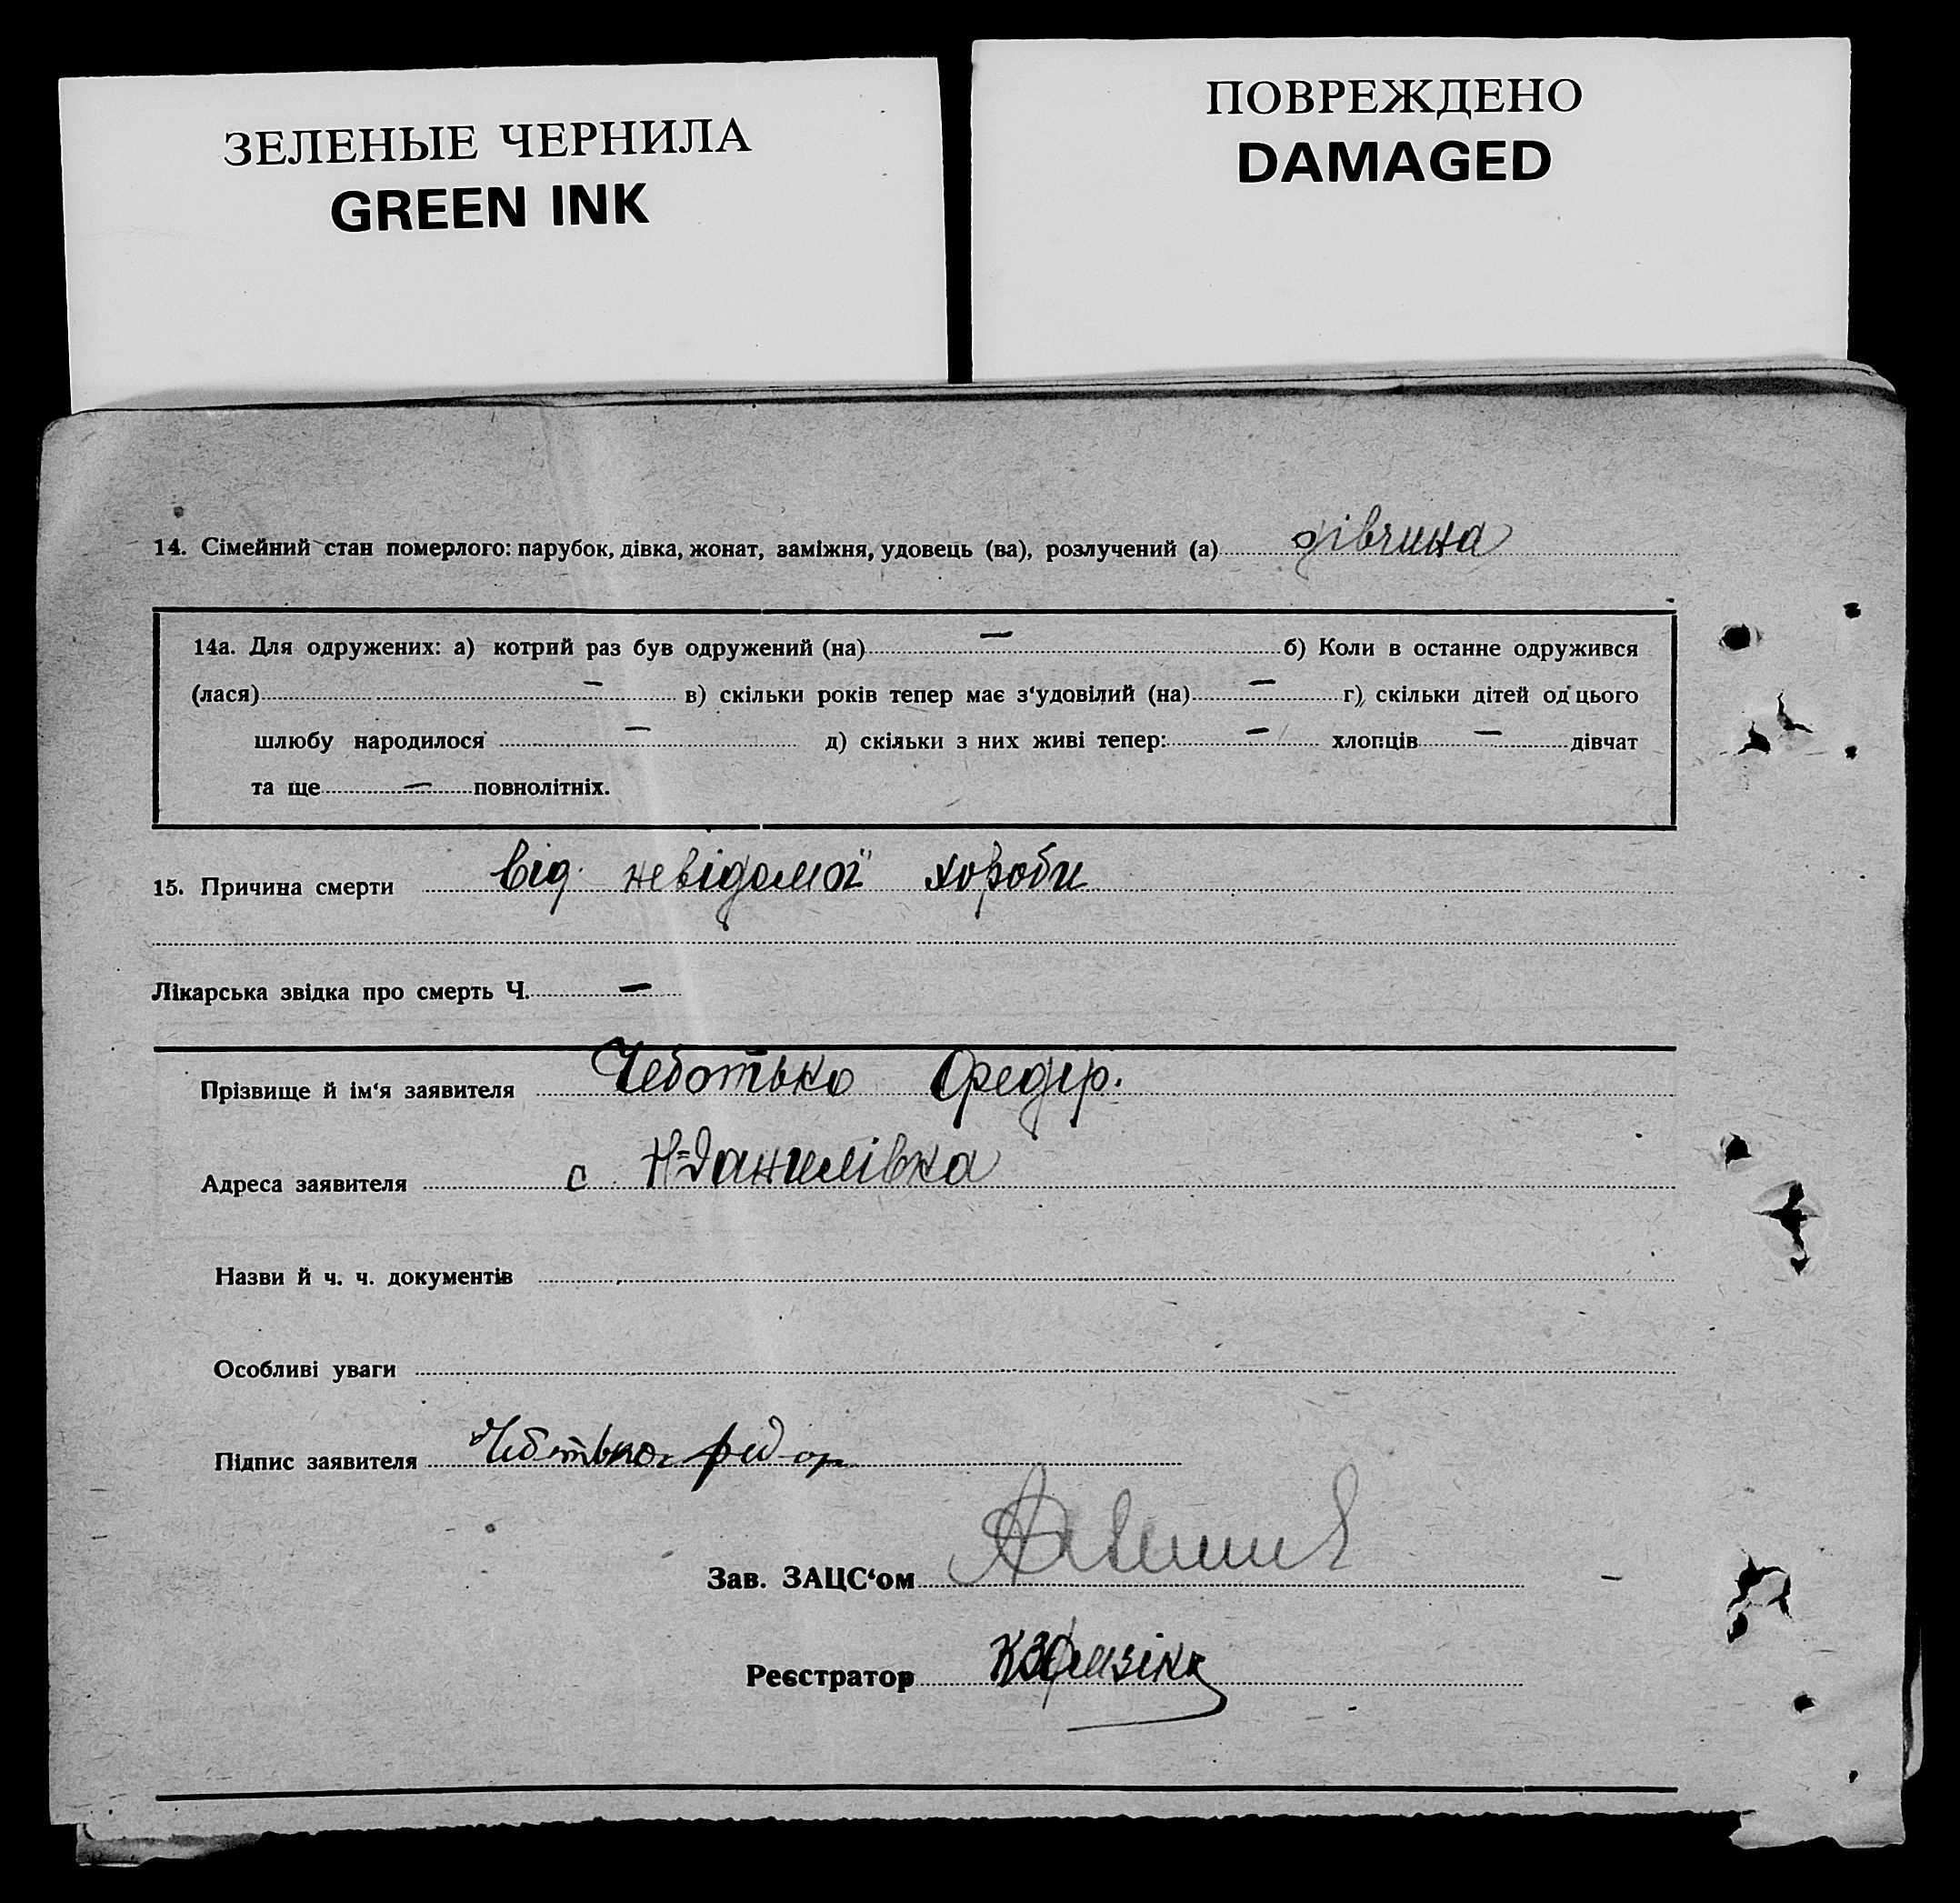 ЗЕЛЕНЫЕ ЧЕРНИЛА
GREEN INK
ПОВРЕЖДЕНО
DAMAGED
14. Сімейний стан померлого: парубок, дівка, жонат, заміжня, удовець (ва), розлучений (а) дівчина
14а. Для одружених: а) котрий раз був одружений (на) — б) Коли в останне одружився
(лася) — в) скільки років тепер має з‘удовілий (на) — г) скільки дітей од цього
шлюбу народилося — д) скільки з них живі тепер: — хлопців — дівчат
та ще — повнолітніх.
15. Причина смерти від невідомої хороби
Лікарська звідка про смерть Ч. —
Прізвище й ім‘я заявителя Чеботько Федір.
Адреса заявителя с Н-Данилівка
Назви й ч. ч. документів
Особливі уваги
Підпис заявителя Чеботько Федор
Зав. ЗАЦС‘ом
Реєстратор